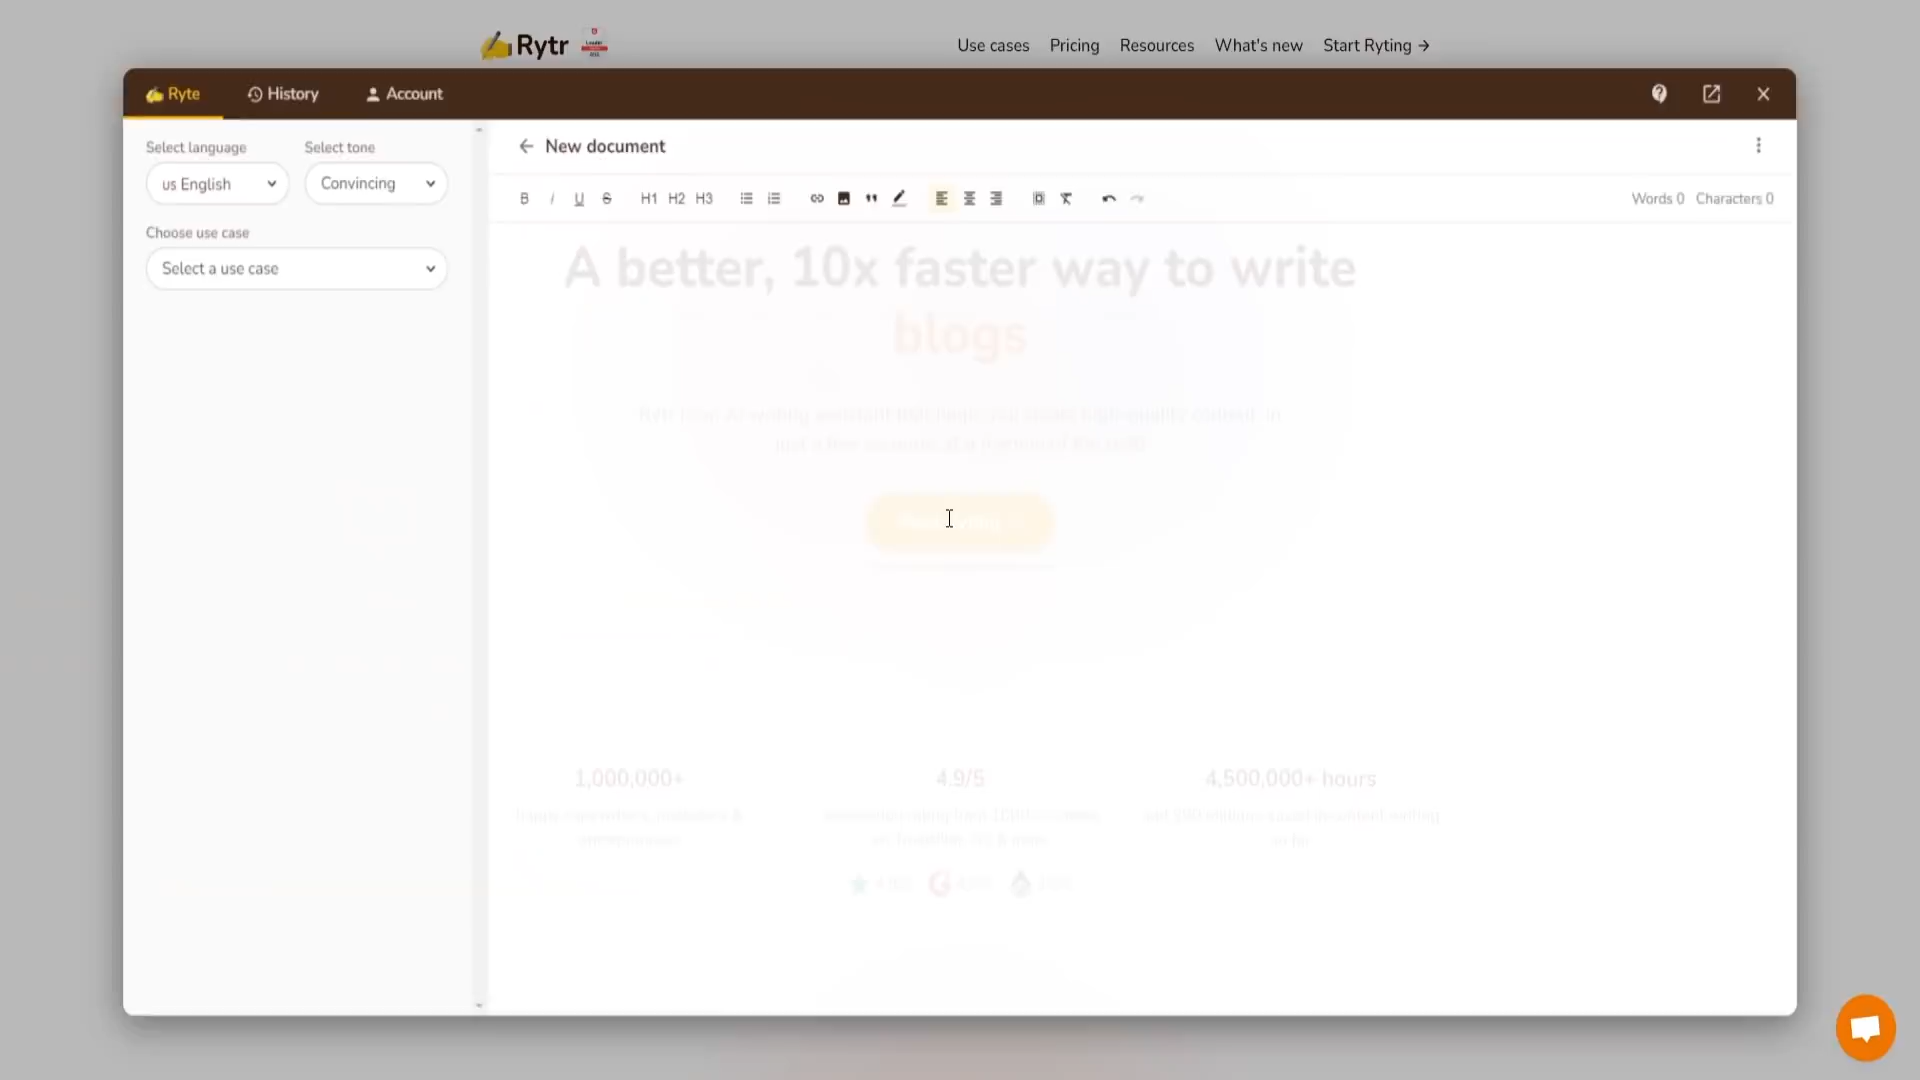 Rytr
Use cases Pricing Resources What's new Start Ryting →
Ryte History Account
Select language Select tone
us English Convincing
Choose use case
Select a use case
← New document
B I U S H1 H2 H3 Words 0 Characters 0
A better, 10x faster way to write
blogs
1,000,000+ 4.9/5 4,500,000+ hours